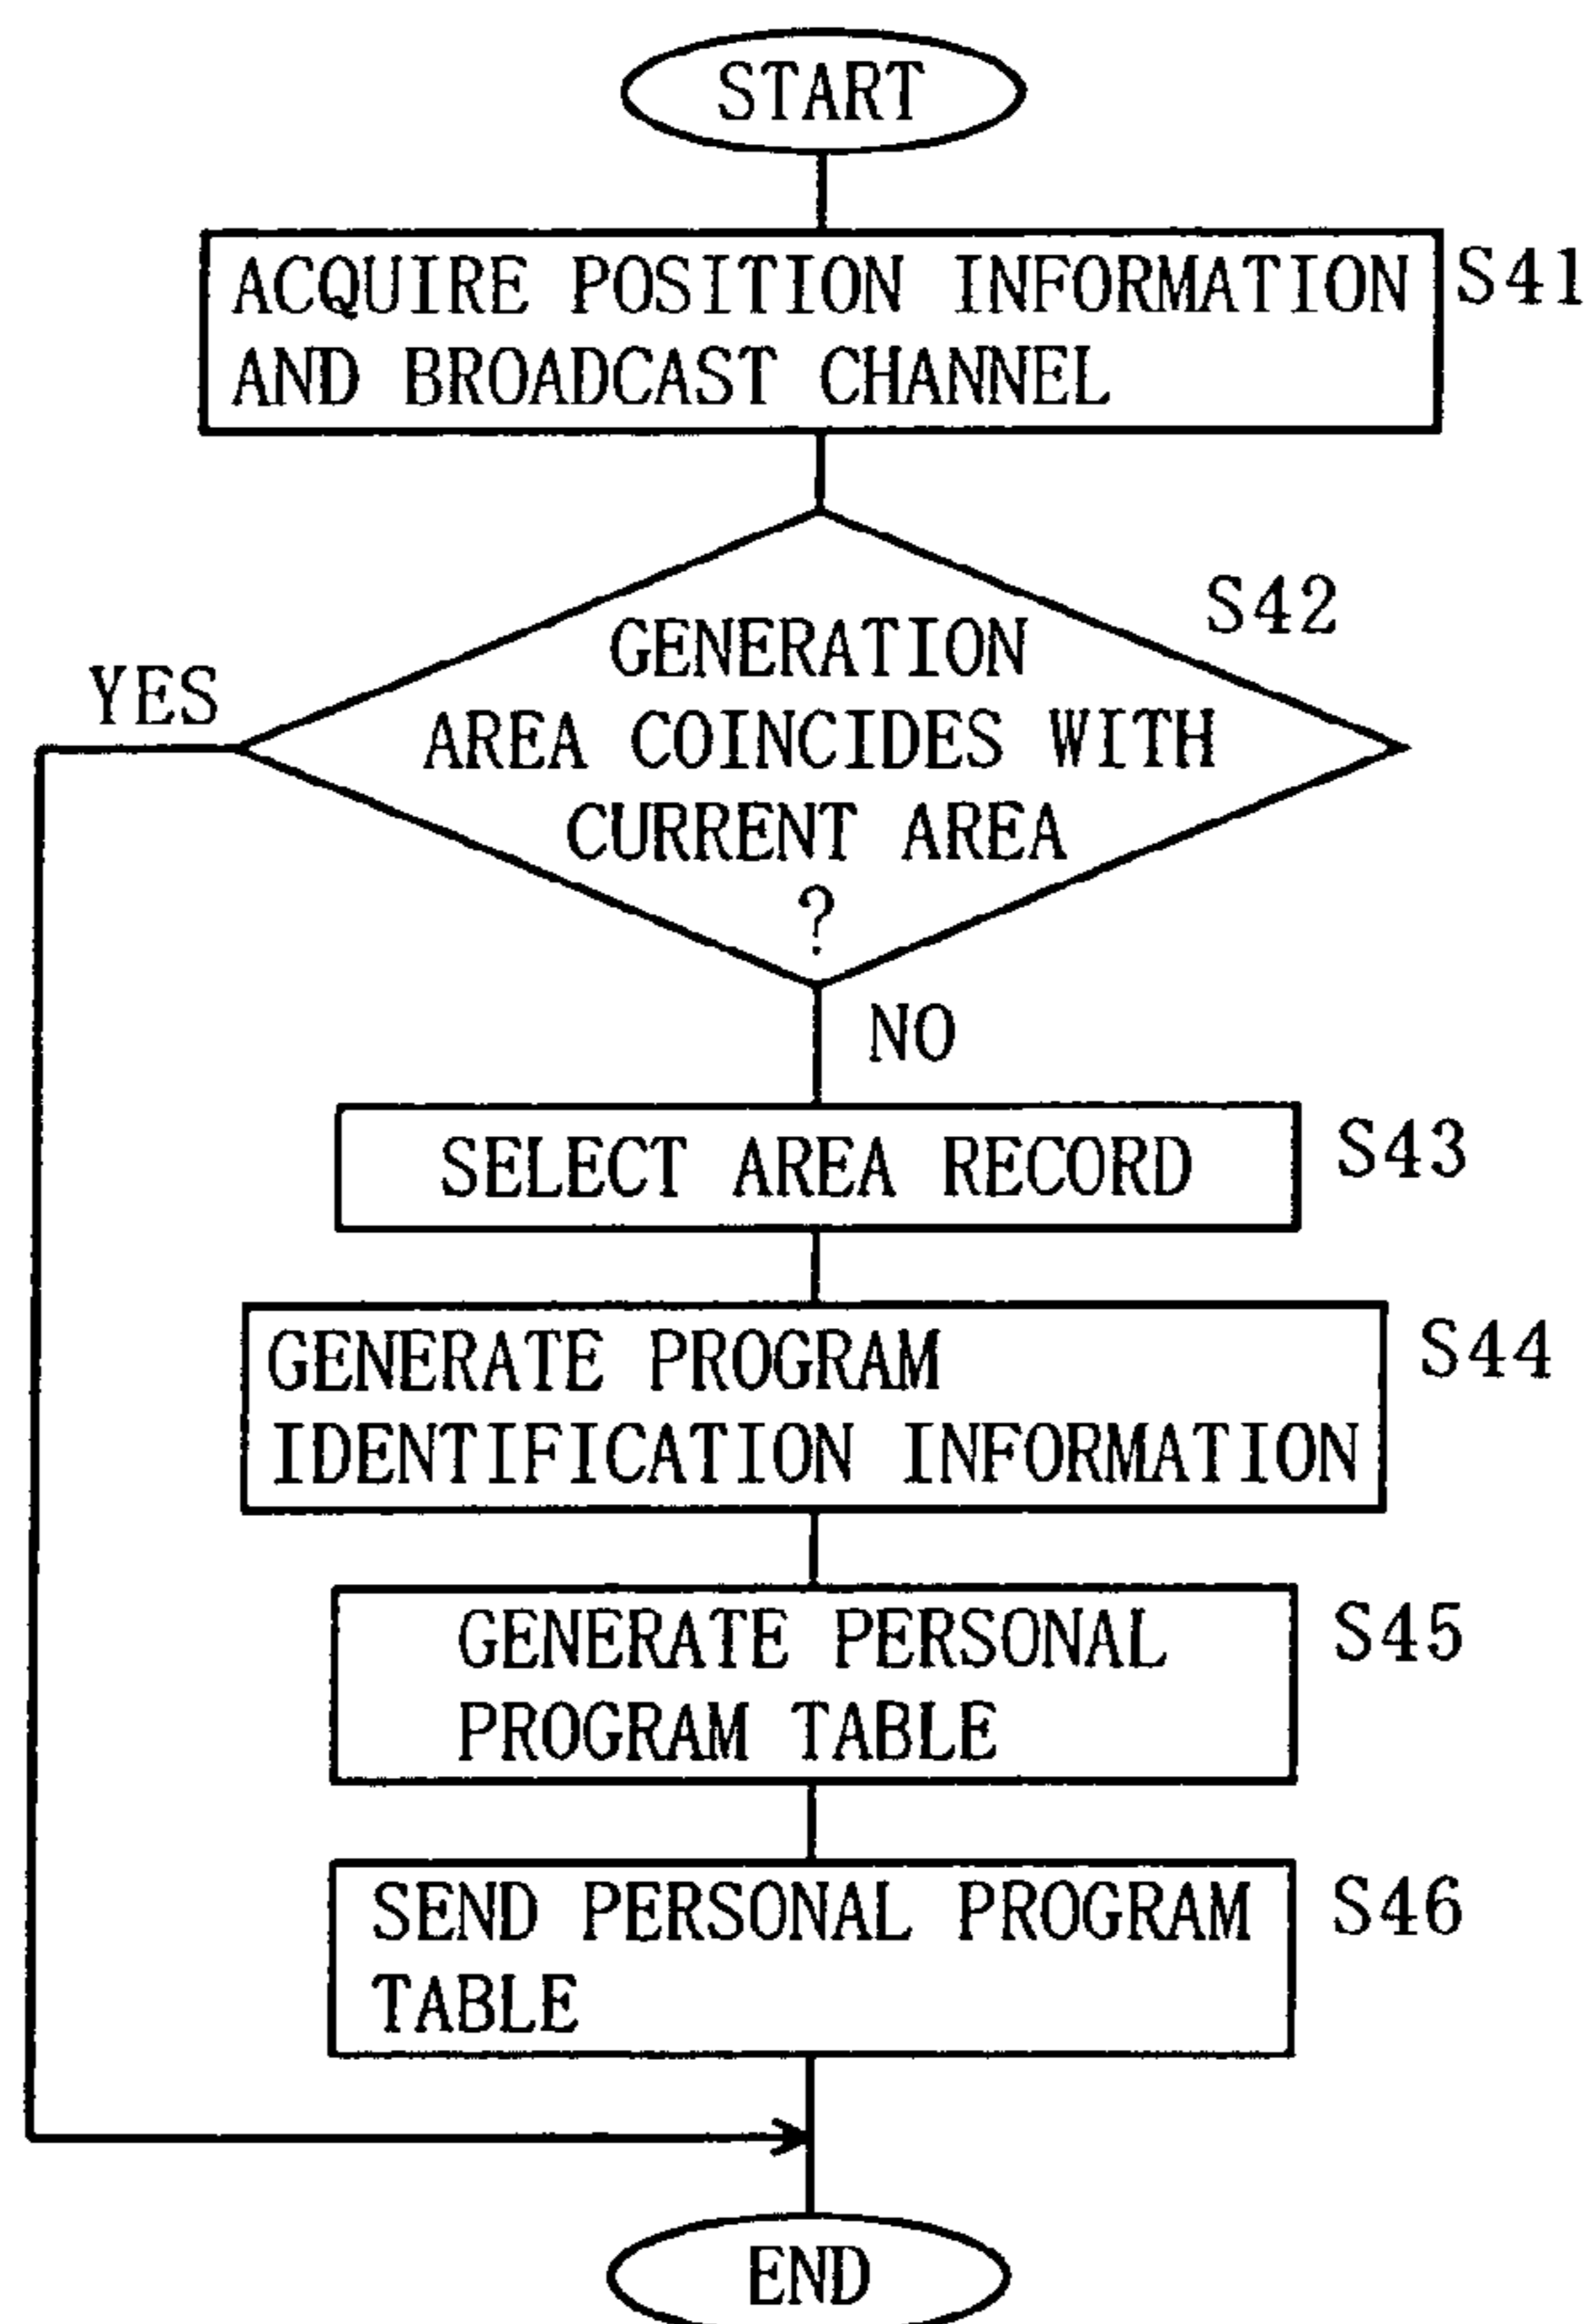 START
ACQUIRE POSITION INFORMATION
AND BROADCAST CHANNEL
S41
S42
GENERATION
AREA COINCIDES WITH
CURRENT AREA
?
YES
NO
SELECT AREA RECORD
S43
GENERATE PROGRAM
IDENTIFICATION INFORMATION
S44
GENERATE PERSONAL
PROGRAM TABLE
S45
SEND PERSONAL PROGRAM
TABLE
S46
END